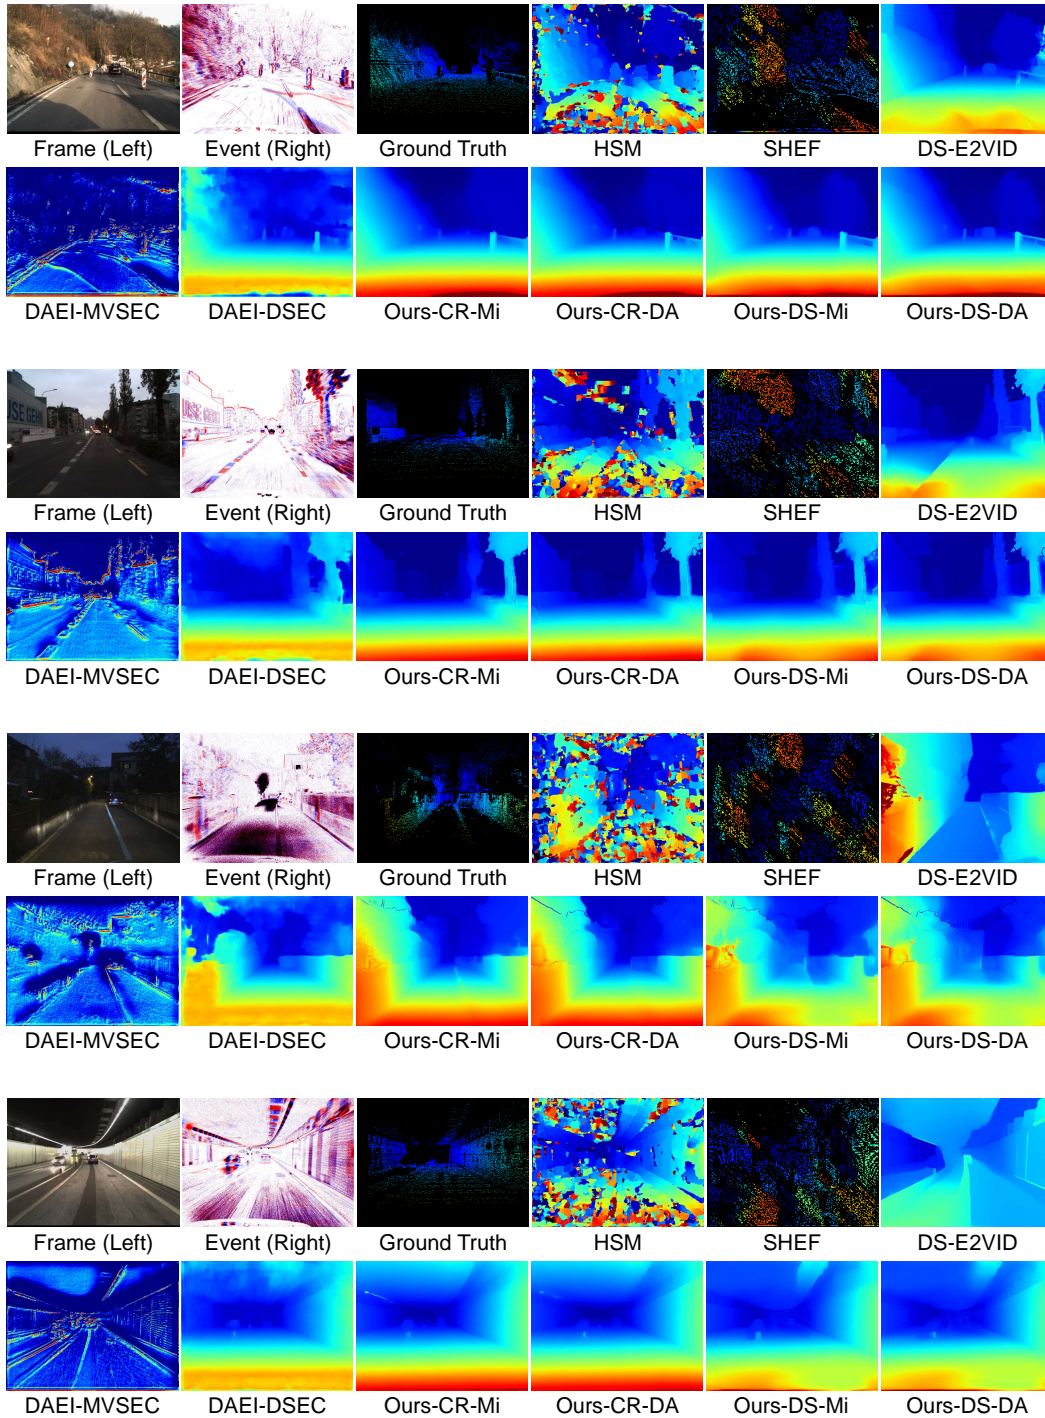 Frame (Left) Event (Right) Ground Truth HSM SHEF DS-E2VID
DAEI-MVSEC DAEI-DSEC Ours-CR-Mi Ours-CR-DA Ours-DS-Mi Ours-DS-DA
USE GEHN
USE GEHN
Frame (Left) Event (Right) Ground Truth HSM SHEF DS-E2VID
DAEI-MVSEC DAEI-DSEC Ours-CR-Mi Ours-CR-DA Ours-DS-Mi Ours-DS-DA
Frame (Left) Event (Right) Ground Truth HSM SHEF DS-E2VID
DAEI-MVSEC DAEI-DSEC Ours-CR-Mi Ours-CR-DA Ours-DS-Mi Ours-DS-DA
Frame (Left) Event (Right) Ground Truth HSM SHEF DS-E2VID
DAEI-MVSEC DAEI-DSEC Ours-CR-Mi Ours-CR-DA Ours-DS-Mi Ours-DS-DA